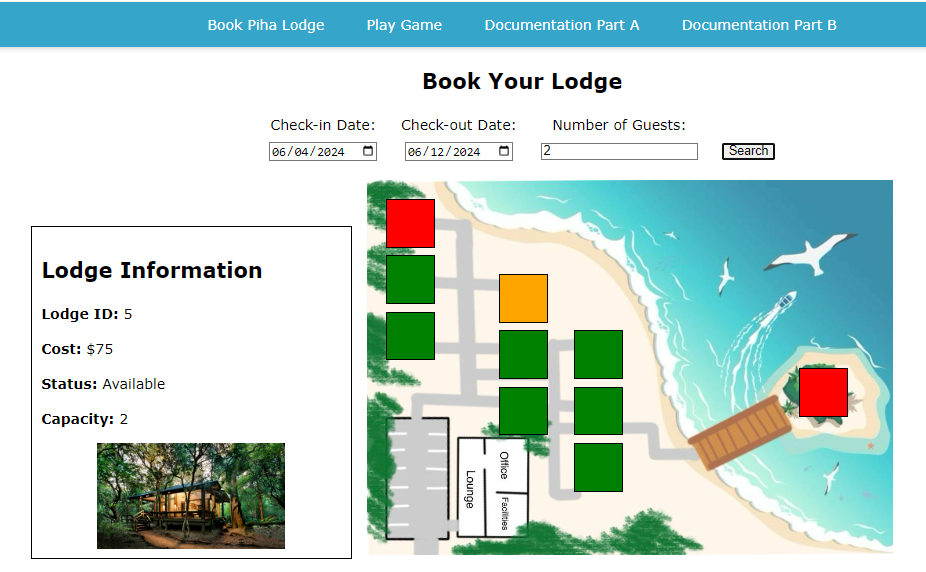 Book Piha Lodge Play Game Documentation Part A Documentation Part B
Book Your Lodge
Check-in Date: Check-out Date: Number of Guests:
06/04/2024 06/12/2024 2 Search
Lodge Information
Lodge ID: 5
Cost: $75
Status: Available
Capacity: 2
Office
Lounge
Facilities